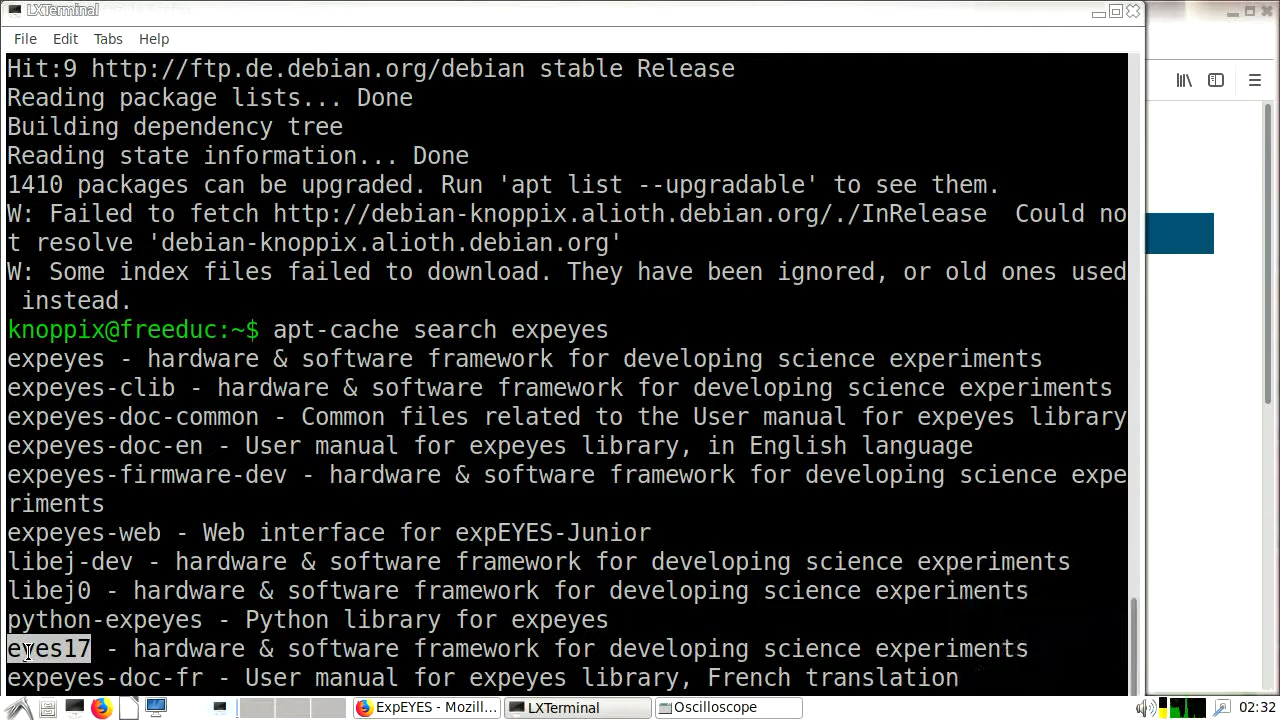 LXTerminal
File Edit Tabs Help
Hit:9 http://ftp.de.debian.org/debian stable Release
Reading package lists... Done
Building dependency tree
Reading state information... Done
1410 packages can be upgraded. Run 'apt list --upgradable' to see them.
W: Failed to fetch http://debian-knoppix.alioth.debian.org/./InRelease  Could no
t resolve 'debian-knoppix.alioth.debian.org'
W: Some index files failed to download. They have been ignored, or old ones used
 instead.
knoppix@freeduc:~$ apt-cache search expeyes
expeyes - hardware & software framework for developing science experiments
expeyes-clib - hardware & software framework for developing science experiments
expeyes-doc-common - Common files related to the User manual for expeyes library
expeyes-doc-en - User manual for expeyes library, in English language
expeyes-firmware-dev - hardware & software framework for developing science expe
riments
expeyes-web - Web interface for expEYES-Junior
libej-dev - hardware & software framework for developing science experiments
libej0 - hardware & software framework for developing science experiments
python-expeyes - Python library for expeyes
eyes17 - hardware & software framework for developing science experiments
expeyes-doc-fr - User manual for expeyes library, French translation
ExpEYES - Mozill... LXTerminal Oscilloscope 02:32